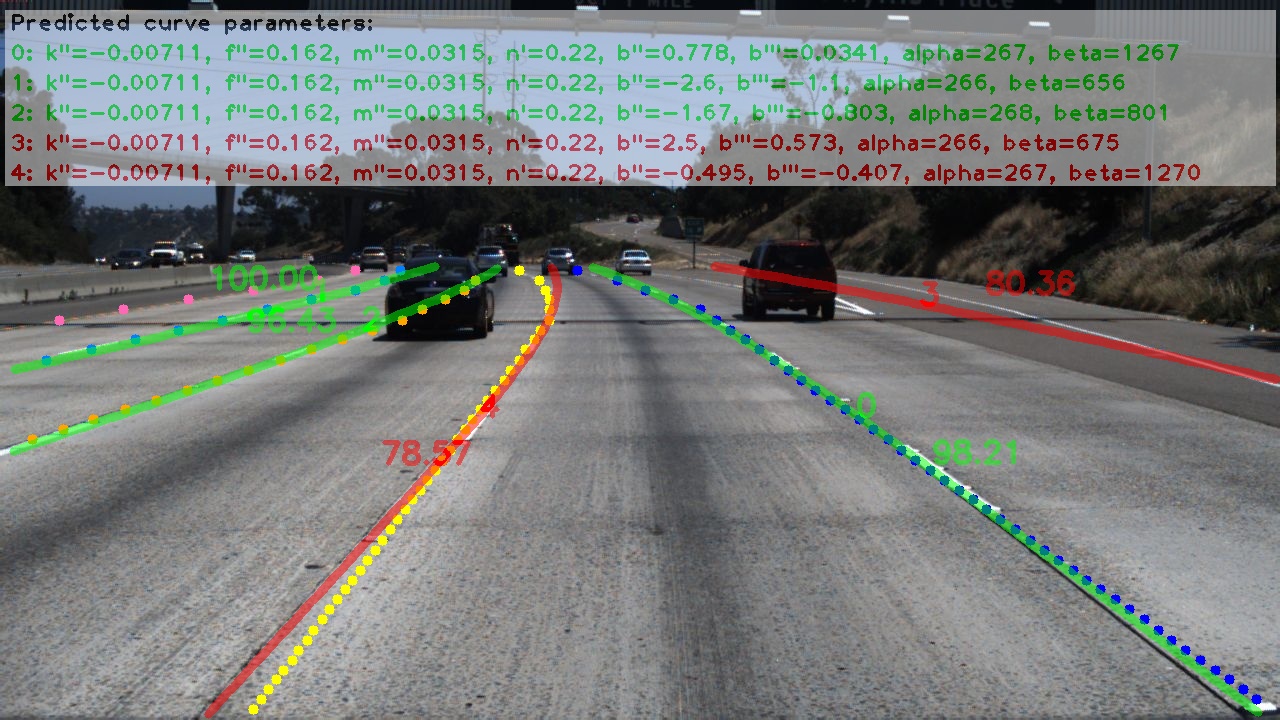 MILE
Place
Predicted curve parameters:
0: k''=-0.00711, f''=0.162, m''=0.0315, n'=0.22, b''=0.778, b'''=0.0341, alpha=267, beta=1267
1: k''=-0.00711, f''=0.162, m''=0.0315, n'=0.22, b''=-2.6, b'''=-1.1, alpha=266, beta=656
2: k''=-0.00711, f''=0.162, m''=0.0315, n'=0.22, b''=-1.67, b'''=-0.803, alpha=268, beta=801
3: k''=-0.00711, f''=0.162, m''=0.0315, n'=0.22, b''=2.5, b'''=0.573, alpha=266, beta=675
4: k''=-0.00711, f''=0.162, m''=0.0315, n'=0.22, b''=-0.495, b'''=-0.407, alpha=267, beta=1270
100.00 1
3 80.36
96.43 2
4
0
78.57
98.21